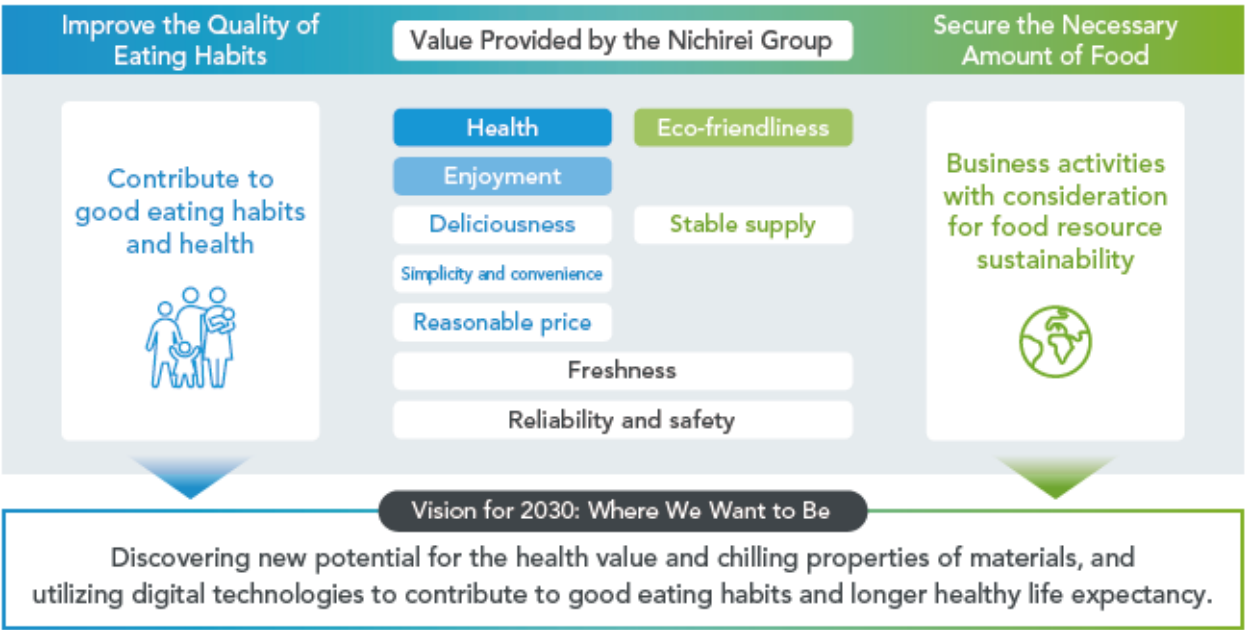 Improve the Quality of
Eating Habits
Value Provided by the Nichirei Group
Secure the Necessary
Amount of Food
Contribute to
good eating habits
and health
Health
Eco-friendliness
Enjoyment
Deliciousness
Stable supply
Simplicity and convenience
Reasonable price
Freshness
Reliability and safety
Business activities
with consideration
for food resource
sustainability
Vision for 2030: Where We Want to Be
Discovering new potential for the health value and chilling properties of materials, and
utilizing digital technologies to contribute to good eating habits and longer healthy life expectancy.